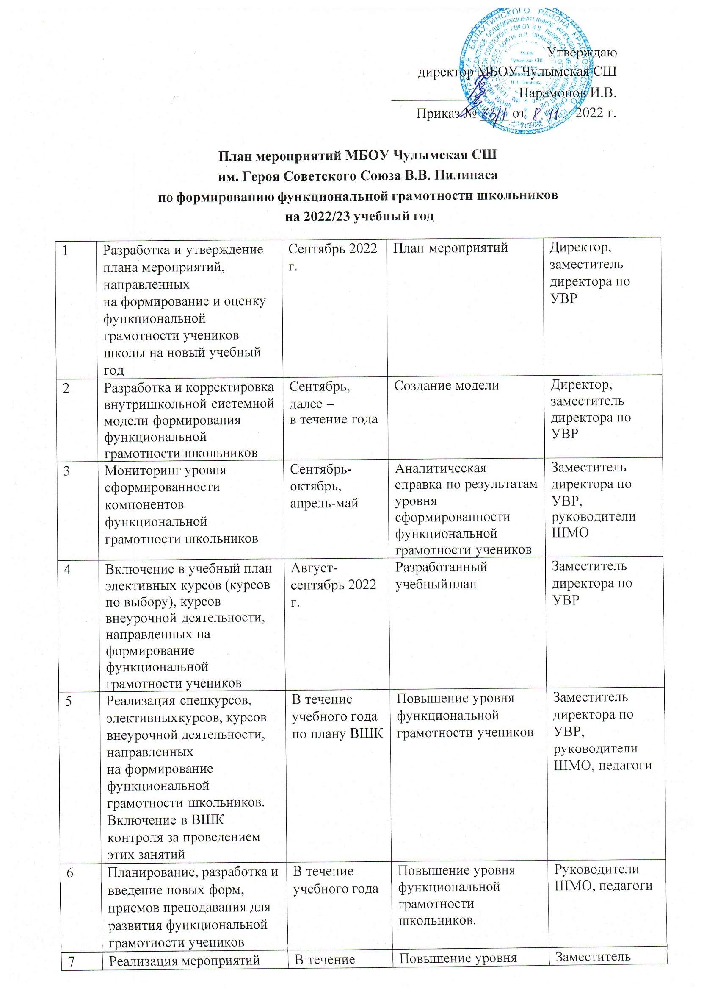 Утверждаю
директор МБОУ Чулымская СШ
Парамонов И.В.
Приказ № от 8.11 2022 г.
План мероприятий МБОУ Чулымская СШ
им. Героя Советского Союза В.В. Пилипаса
по формированию функциональной грамотности школьников
на 2022/23 учебный год
1
Разработка и утверждение
плана мероприятий,
направленных
на формирование и оценку
функциональной
грамотности учеников
школы на новый учебный
год
Сентябрь 2022
г.
План мероприятий
Директор,
заместитель
директора по
УВР
2
Разработка и корректировка
внутришкольной системной
модели формирования
функциональной
грамотности школьников
Сентябрь,
далее –
в течение года
Создание модели
Директор,
заместитель
директора по
УВР
3
Мониторинг уровня
сформированности
компонентов
функциональной
грамотности школьников
Сентябрь-
октябрь,
апрель-май
Аналитическая
справка по результатам
уровня
сформированности
функциональной
грамотности учеников
Заместитель
директора по
УВР,
руководители
ШМО
4
Включение в учебный план
элективных курсов (курсов
по выбору), курсов
внеурочной деятельности,
направленных на
формирование
функциональной
грамотности учеников
Август-
сентябрь 2022
г.
Разработанный
учебныйплан
Заместитель
директора по
УВР
5
Реализация спецкурсов,
элективныхкурсов, курсов
внеурочной деятельности,
направленных
на формирование
функциональной
грамотности школьников.
Включение в ВШК
контроля за проведением
этих занятий
В течение
учебного года
по плану ВШК
Повышение уровня
функциональной
грамотности учеников
Заместитель
директора по
УВР,
руководители
ШМО, педагоги
6
Планирование, разработка и
введение новых форм,
приемов преподавания для
развития функциональной
грамотности учеников
В течение
учебного года
Повышение уровня
функциональной
грамотности
школьников.
Руководители
ШМО, педагоги
7
Реализация мероприятий
В течение
Повышение уровня
Заместитель